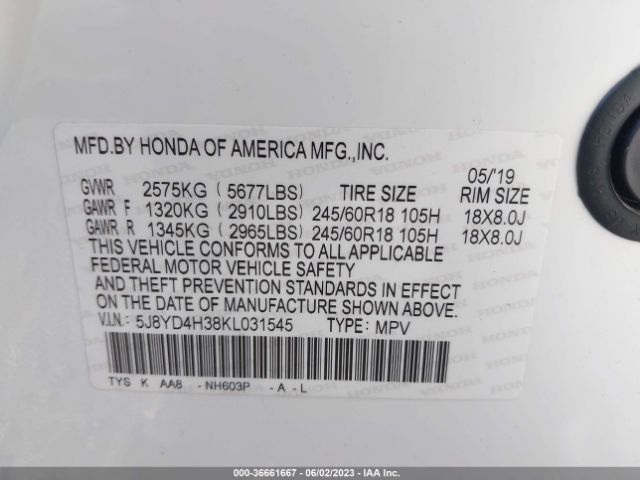 MFD.BY HONDA OF AMERICA MFG.,INC.
05/'19
GVWR 2575KG ( 5677LBS) TIRE SIZE RIM SIZE
GAWR F 1320KG ( 2910LBS) 245/60R18 105H 18X8.0J
GAWR R 1345KG ( 2965LBS) 245/60R18 105H 18X8.0J
THIS VEHICLE CONFORMS TO ALL APPLICABLE
FEDERAL MOTOR VEHICLE SAFETY
AND THEFT PREVENTION STANDARDS IN EFFECT
ON THE DATE OF MANUFACTURE SHOWN ABOVE.
V.I.N.: 5J8YD4H38KL031545 TYPE: MPV
TYS K AA8 - NH603P - A - L
000-36661667 - 06/02/2023 - IAA Inc.